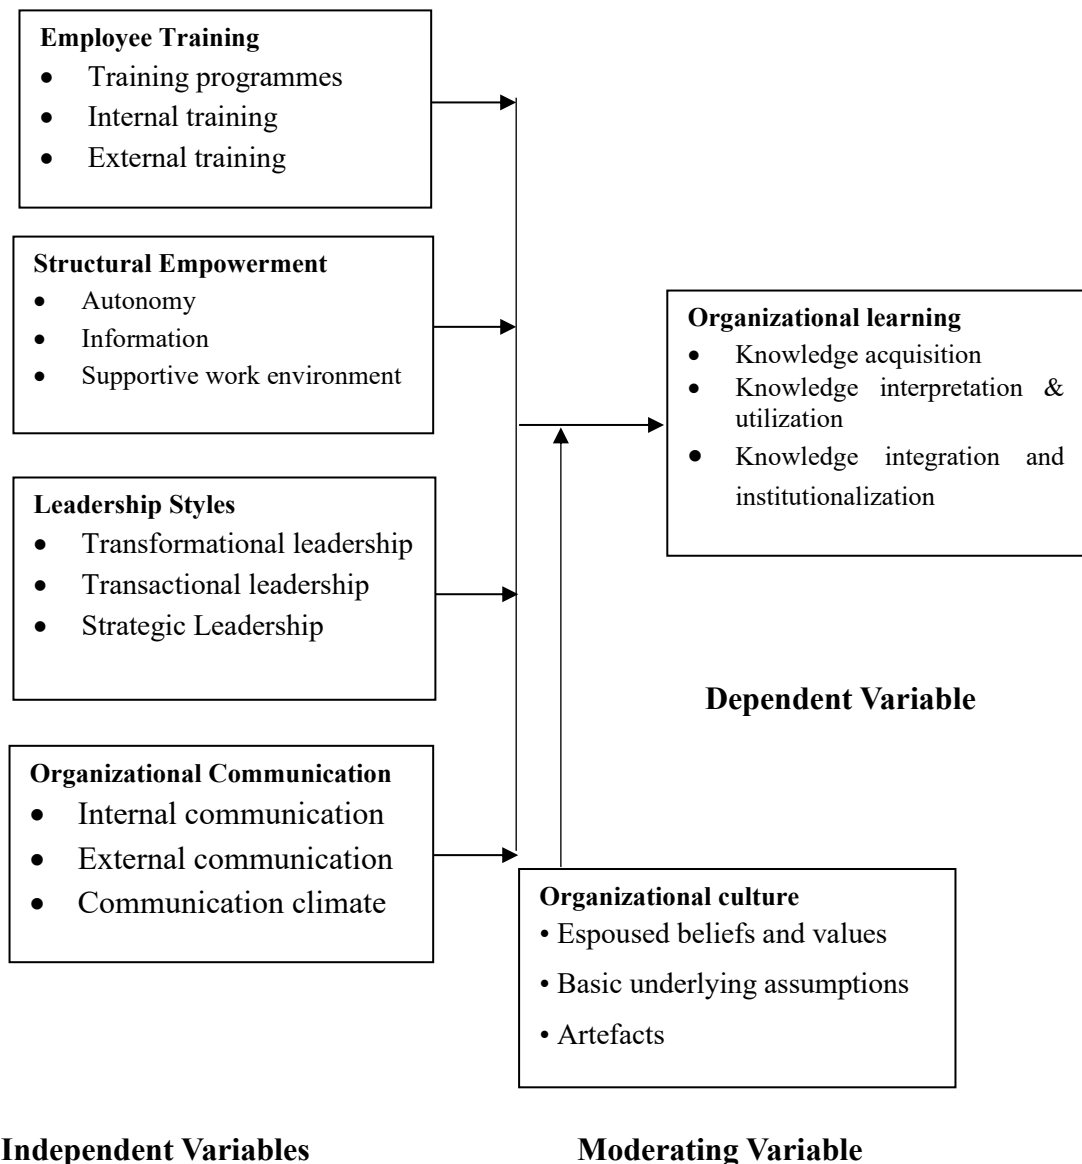 Employee Training
• Training programmes
• Internal training
• External training
Structural Empowerment
• Autonomy
• Information
• Supportive work environment
Leadership Styles
• Transformational leadership
• Transactional leadership
• Strategic Leadership
Organizational Communication
• Internal communication
• External communication
• Communication climate
Organizational learning
• Knowledge acquisition
• Knowledge interpretation &
utilization
• Knowledge integration and
institutionalization
Dependent Variable
Organizational culture
• Espoused beliefs and values
• Basic underlying assumptions
• Artefacts
Independent Variables
Moderating Variable